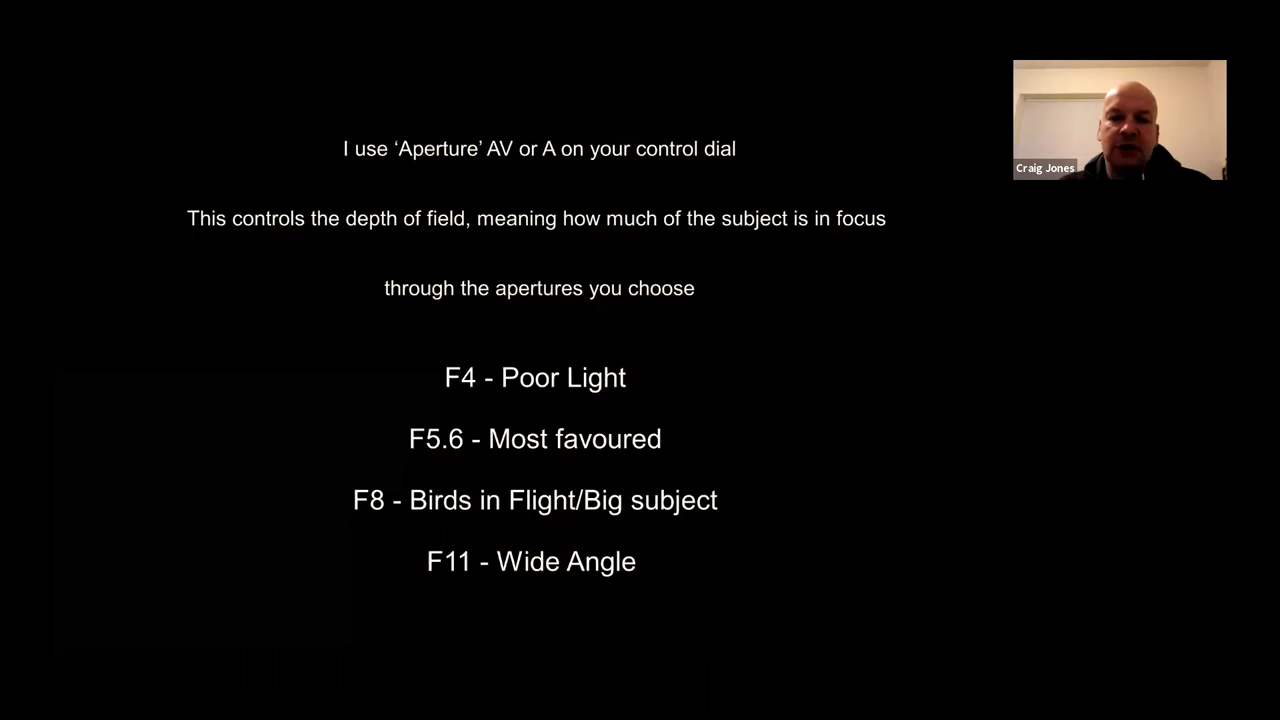 I use ‘Aperture’ AV or A on your control dial
This controls the depth of field, meaning how much of the subject is in focus
through the apertures you choose
F4 - Poor Light
F5.6 - Most favoured
F8 - Birds in Flight/Big subject
F11 - Wide Angle
Craig Jones